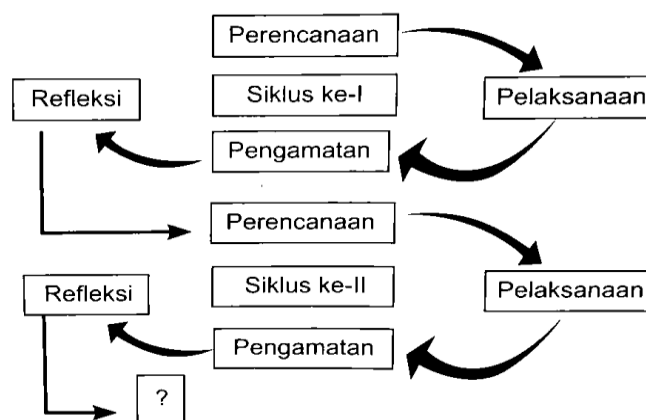 Perencanaan
Siklus ke-I
Refleksi
Pelaksanaan
Pengamatan
Perencanaan
Siklus ke-II
Refleksi
Pelaksanaan
Pengamatan
?